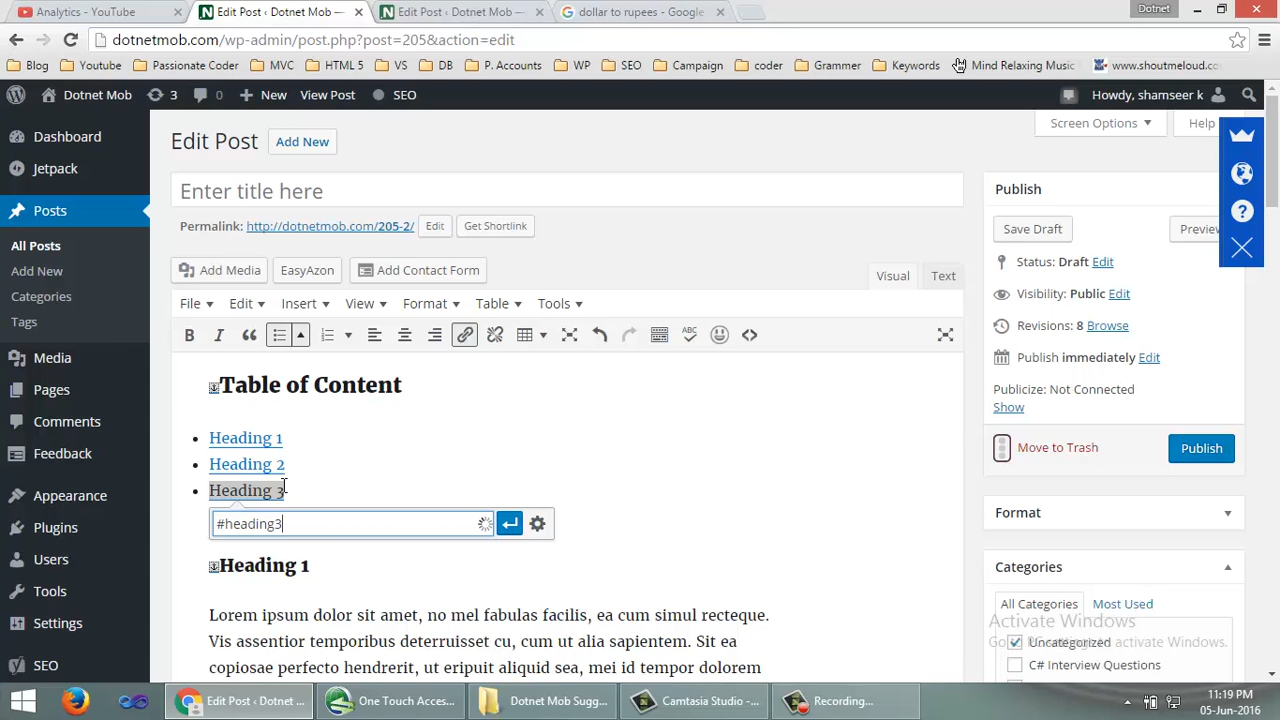 Analytics - YouTube
Edit Post ‹ Dotnet Mob —
Edit Post ‹ Dotnet Mob —
dollar to rupees - Google
Dotnet
dotnetmob.com/wp-admin/post.php?post=205&action=edit
Blog Youtube Passionate Coder MVC HTML 5 VS DB P. Accounts WP SEO Campaign coder Grammer Keywords Mind Relaxing Music www.shoutmeloud.co
Dotnet Mob 3 0 New View Post SEO Howdy, shamseer k
Dashboard
Jetpack
Posts
All Posts
Add New
Categories
Tags
Media
Pages
Comments
Feedback
Appearance
Plugins
Users
Tools
Settings
SEO
Screen Options Help
Edit Post Add New
Enter title here
Permalink: http://dotnetmob.com/205-2/ Edit Get Shortlink
Add Media EasyAzon Add Contact Form
Visual Text
File Edit Insert View Format Table Tools
B I ABC
Table of Content
Heading 1
Heading 2
Heading 3
#heading3
Heading 1
Lorem ipsum dolor sit amet, no mel fabulas facilis, ea cum simul recteque.
Vis assentior temporibus deterruisset cu, cum ut alia sapientem. Sit ea
copiosae perfecto hendrerit, ut eripuit aliquid sea, mei id tempor dolorem
Publish
Save Draft Preview
Status: Draft Edit
Visibility: Public Edit
Revisions: 8 Browse
Publish immediately Edit
Publicize: Not Connected
Show
Move to Trash Publish
Format
Categories
All Categories Most Used
Activate Windows
Uncategorized
activate Windows.
C# Interview Questions
Edit Post ‹ Dotnet ...
One Touch Acces...
Dotnet Mob Sugg...
Camtasia Studio - ...
Recording...
11:19 PM
05-Jun-2016